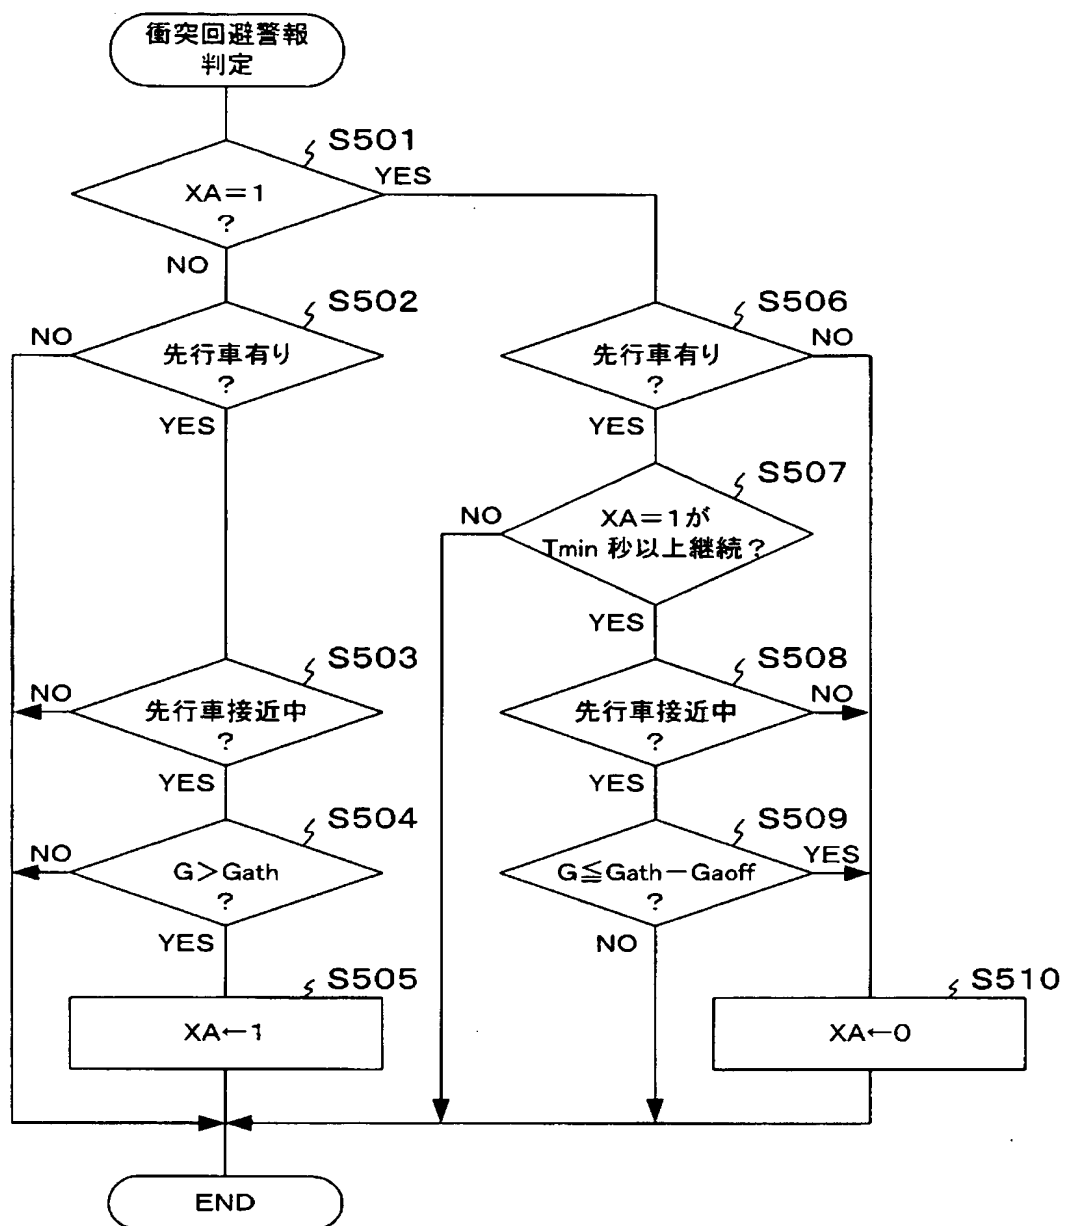 衝突回避警報
判定
S501
XA=1
?
YES
NO
S502
NO
先行車有り
?
YES
S506
NO
先行車有り
?
YES
S507
NO
XA=1が
Tmin 秒以上継続?
YES
S503
NO
先行車接近中
?
YES
S508
NO
先行車接近中
?
YES
S504
NO
G>Gath
?
YES
S509
YES
G≦Gath−Gaoff
?
NO
S505
XA←1
S510
XA←0
END